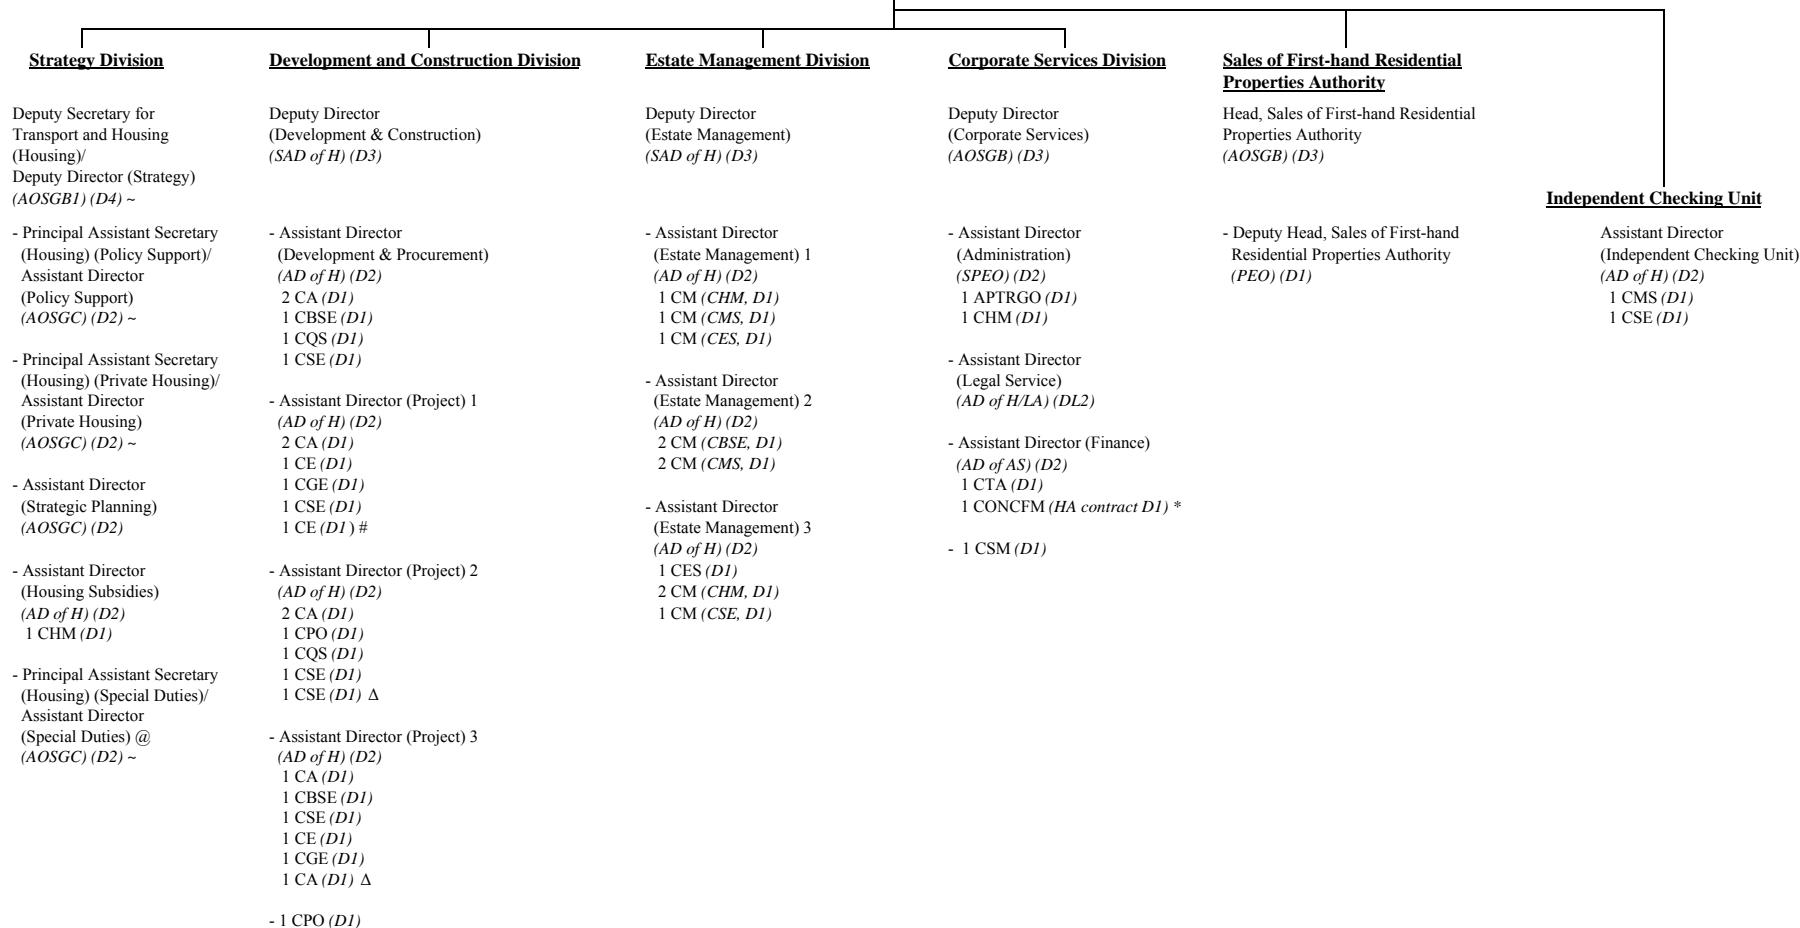 Strategy Division
Deputy Secretary for
Transport and Housing
(Housing)/
Deputy Director (Strategy)
(AOSGB1) (D4) ~
- Principal Assistant Secretary
(Housing) (Policy Support)/
Assistant Director
(Policy Support)
(AOSGC) (D2) ~
- Principal Assistant Secretary
(Housing) (Private Housing)/
Assistant Director
(Private Housing)
(AOSGC) (D2) ~
- Assistant Director
(Strategic Planning)
(AOSGC) (D2)
- Assistant Director
(Housing Subsidies)
(AD of H) (D2)
1 CHM (D1)
- Principal Assistant Secretary
(Housing) (Special Duties)/
Assistant Director
(Special Duties) @
(AOSGC) (D2) ~
Development and Construction Division
Deputy Director
(Development & Construction)
(SAD of H) (D3)
- Assistant Director
(Development & Procurement)
(AD of H) (D2)
2 CA (D1)
1 CBSE (D1)
1 CQS (D1)
1 CSE (D1)
- Assistant Director (Project) 1
(AD of H) (D2)
2 CA (D1)
1 CE (D1)
1 CGE (D1)
1 CSE (D1)
1 CE (D1 ) #
- Assistant Director (Project) 2
(AD of H) (D2)
2 CA (D1)
1 CPO (D1)
1 CQS (D1)
1 CSE (D1)
1 CSE (D1) Δ
- Assistant Director (Project) 3
(AD of H) (D2)
1 CA (D1)
1 CBSE (D1)
1 CSE (D1)
1 CE (D1)
1 CGE (D1)
1 CA (D1) Δ
- 1 CPO (D1)
Estate Management Division
Deputy Director
(Estate Management)
(SAD of H) (D3)
- Assistant Director
(Estate Management) 1
(AD of H) (D2)
1 CM (CHM, D1)
1 CM (CMS, D1)
1 CM (CES, D1)
- Assistant Director
(Estate Management) 2
(AD of H) (D2)
2 CM (CBSE, D1)
2 CM (CMS, D1)
- Assistant Director
(Estate Management) 3
(AD of H) (D2)
1 CES (D1)
2 CM (CHM, D1)
1 CM (CSE, D1)
Corporate Services Division
Deputy Director
(Corporate Services)
(AOSGB) (D3)
- Assistant Director
(Administration)
(SPEO) (D2)
1 APTRGO (D1)
1 CHM (D1)
- Assistant Director
(Legal Service)
(AD of H/LA) (DL2)
- Assistant Director (Finance)
(AD of AS) (D2)
1 CTA (D1)
1 CONCFM (HA contract D1) *
- 1 CSM (D1)
Sales of First-hand Residential
Properties Authority
Head, Sales of First-hand Residential
Properties Authority
(AOSGB) (D3)
- Deputy Head, Sales of First-hand
Residential Properties Authority
(PEO) (D1)
Independent Checking Unit
Assistant Director
(Independent Checking Unit)
(AD of H) (D2)
1 CMS (D1)
1 CSE (D1)